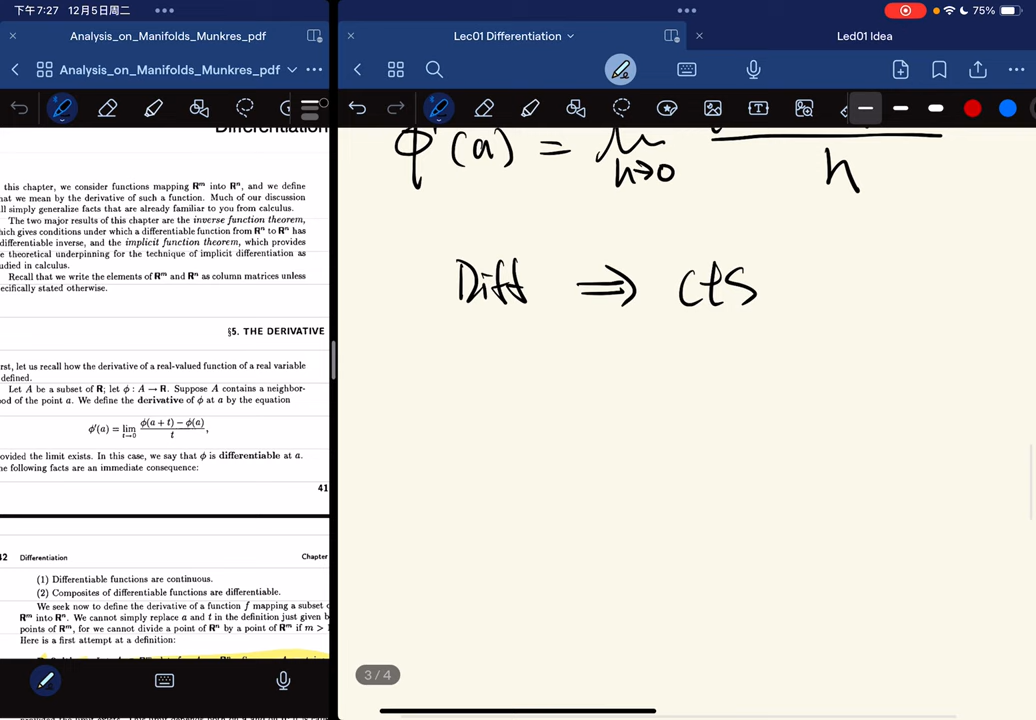 下午7:27 12月5日周二
75%
Analysis_on_Manifolds_Munkres_pdf
Lec01 Differentiation
Led01 Idea
Analysis_on_Manifolds_Munkres_pdf
Differentiation
this chapter, we consider functions mapping Rᵐ into Rⁿ, and we define
hat we mean by the derivative of such a function. Much of our discussion
ll simply generalize facts that are already familiar to you from calculus.
The two major results of this chapter are the inverse function theorem,
hich gives conditions under which a differentiable function from Rⁿ to Rⁿ has
differentiable inverse, and the implicit function theorem, which provides
e theoretical underpinning for the technique of implicit differentiation as
udied in calculus.
Recall that we write the elements of Rᵐ and Rⁿ as column matrices unless
ecifically stated otherwise.
§5. THE DERIVATIVE
rst, let us recall how the derivative of a real-valued function of a real variable
defined.
Let A be a subset of R; let ϕ : A → R. Suppose A contains a neighbor-
ood of the point a. We define the derivative of ϕ at a by the equation
ϕ′(a) = lim t→0 ϕ(a + t) − ϕ(a) / t,
ovided the limit exists. In this case, we say that ϕ is differentiable at a.
he following facts are an immediate consequence:
41
42 Differentiation Chapter
(1) Differentiable functions are continuous.
(2) Composites of differentiable functions are differentiable.
We seek now to define the derivative of a function f mapping a subset o
Rᵐ into Rⁿ. We cannot simply replace a and t in the definition just given b
points of Rᵐ, for we cannot divide a point of Rⁿ by a point of Rᵐ if m >
Here is a first attempt at a definition:
ϕ'(a) = lim h→0 h
Diff ⇒ cts
3 / 4